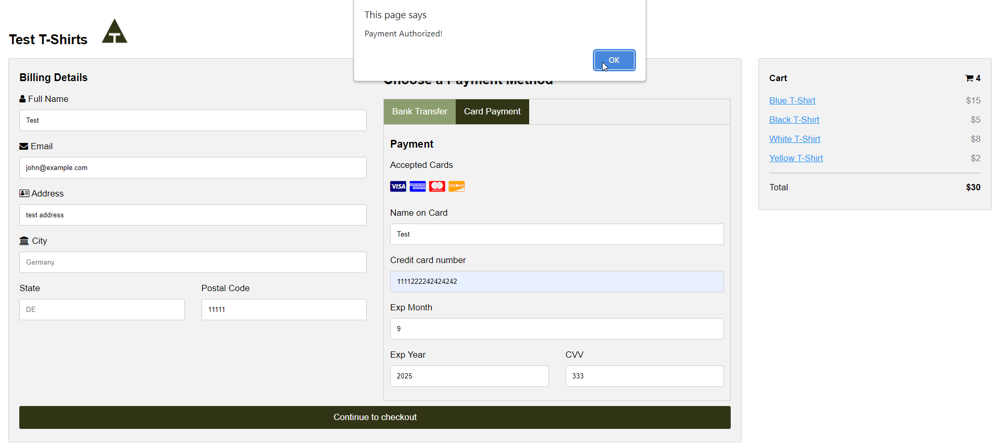 This page says
Payment Authorized!
OK
Test T-Shirts
T
Billing Details
Full Name
Test
Email
john@example.com
Address
test address
City
Germany
State
Postal Code
DE
11111
Choose a Payment Method
Bank Transfer
Card Payment
Payment
Accepted Cards
VISA AMERICAN EXPRESS mastercard DISCOVER
Name on Card
Test
Credit card number
1111222242424242
Exp Month
9
Exp Year
CVV
2025
333
Continue to checkout
Cart 4
Blue T-Shirt $15
Black T-Shirt $5
White T-Shirt $8
Yellow T-Shirt $2
Total $30